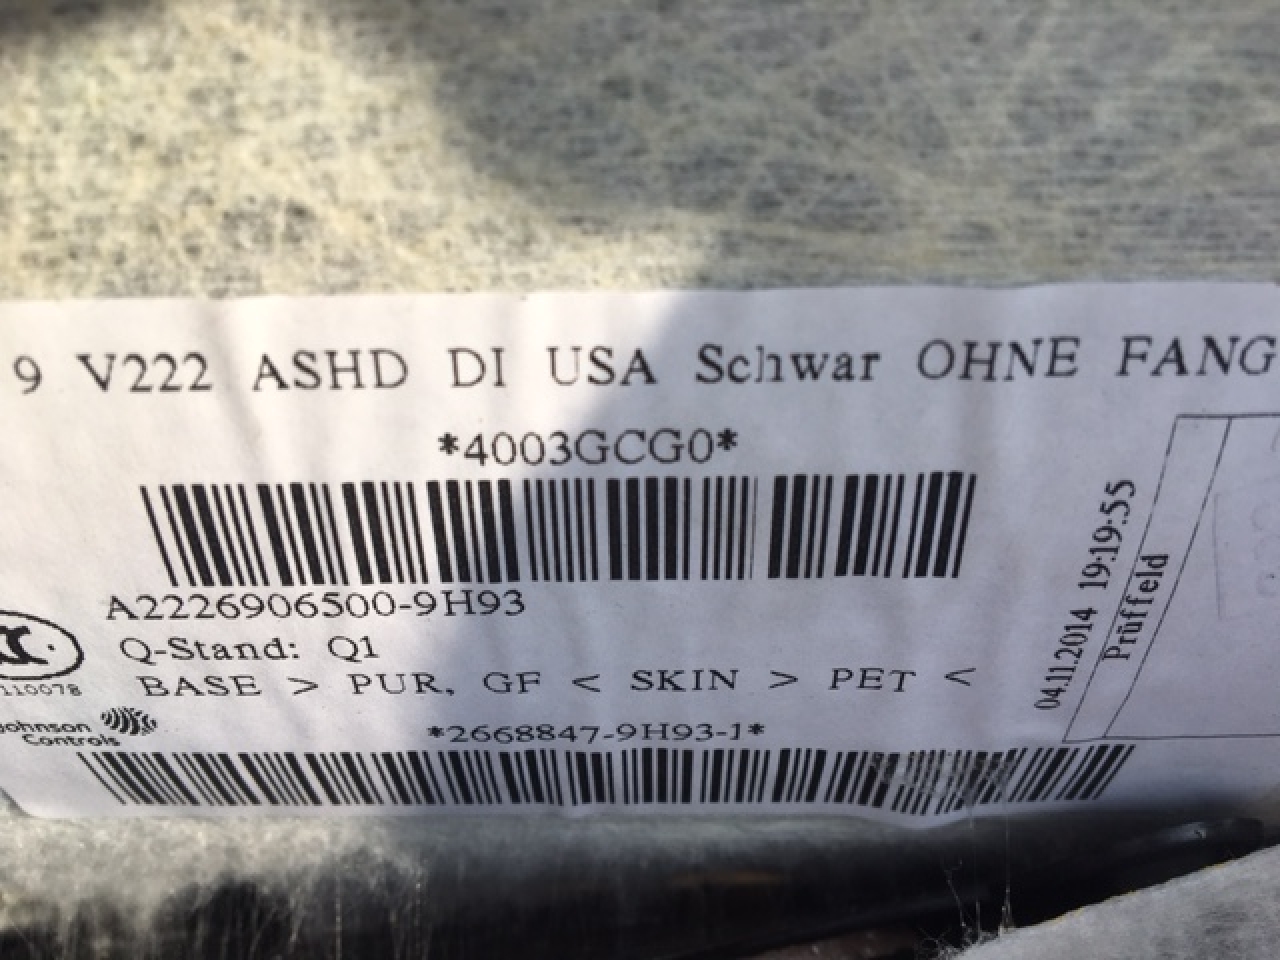 9 V222 ASHD DI USA Schwar OHNE FANG
*4003GCG0*
A2226906500-9H93
Q-Stand: Q1
110078
BASE > PUR, GF < SKIN > PET <
Johnson
Controls
*2668847-9H93-1*
04.11.2014 19:19:55
Prüffeld